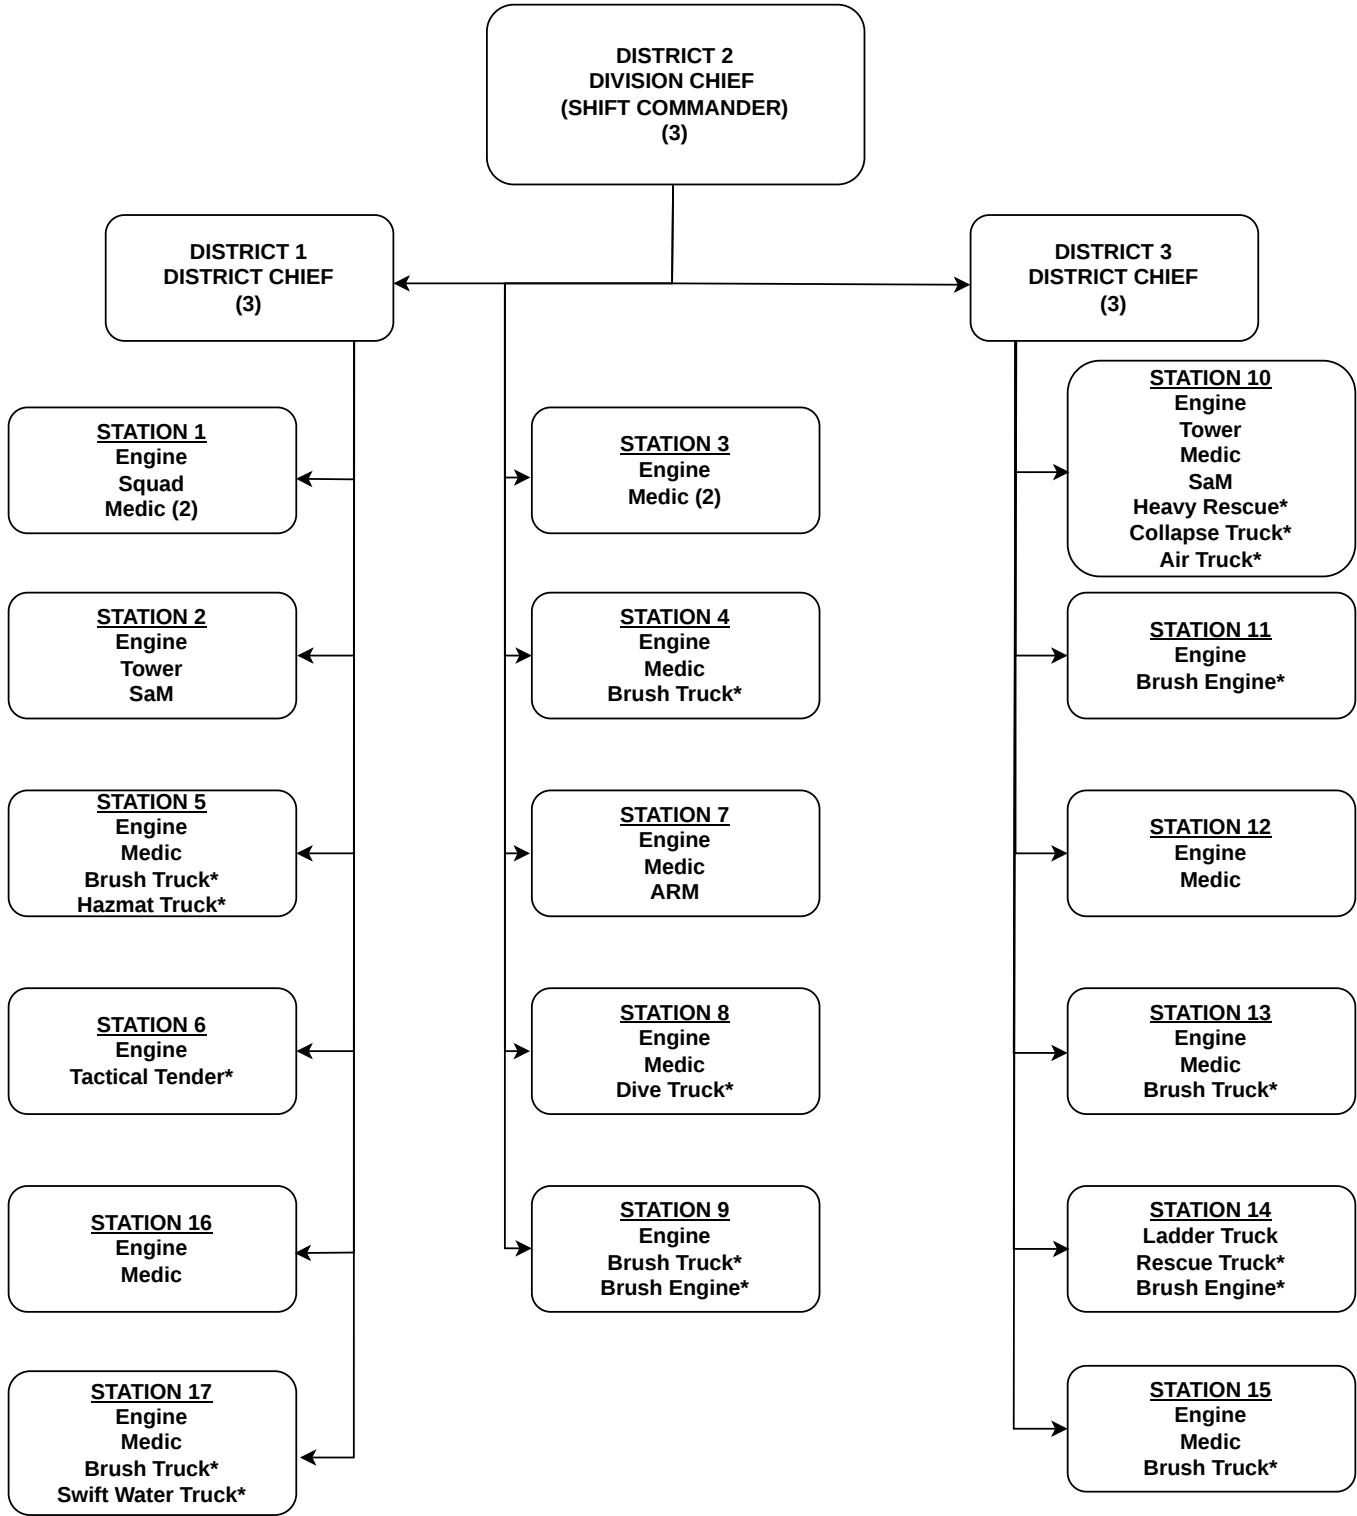 DISTRICT 2
DIVISION CHIEF
(SHIFT COMMANDER)
(3)
DISTRICT 1
DISTRICT CHIEF
(3)
DISTRICT 3
DISTRICT CHIEF
(3)
STATION 1
Engine
Squad
Medic (2)
STATION 2
Engine
Tower
SaM
STATION 5
Engine
Medic
Brush Truck*
Hazmat Truck*
STATION 6
Engine
Tactical Tender*
STATION 16
Engine
Medic
STATION 17
Engine
Medic
Brush Truck*
Swift Water Truck*
STATION 3
Engine
Medic (2)
STATION 4
Engine
Medic
Brush Truck*
STATION 7
Engine
Medic
ARM
STATION 8
Engine
Medic
Dive Truck*
STATION 9
Engine
Brush Truck*
Brush Engine*
STATION 10
Engine
Tower
Medic
SaM
Heavy Rescue*
Collapse Truck*
Air Truck*
STATION 11
Engine
Brush Engine*
STATION 12
Engine
Medic
STATION 13
Engine
Medic
Brush Truck*
STATION 14
Ladder Truck
Rescue Truck*
Brush Engine*
STATION 15
Engine
Medic
Brush Truck*